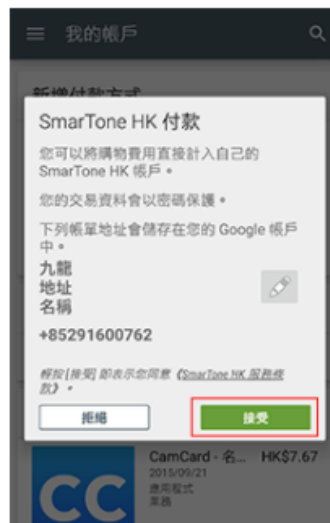 我的帳戶
新增付款方式
SmarTone HK 付款
您可以將購物費用直接計入自己的
SmarTone HK 帳戶。
您的交易資料會以密碼保護。
下列帳單地址會儲存在您的 Google 帳戶
中。
九龍
地址
名稱
+85291600762
輕按 [接受] 即表示您同意《SmarTone HK 服務條
款》。
拒絕
接受
CC
CamCard - 名... HK$7.67
2015/09/21
應用程式
業務